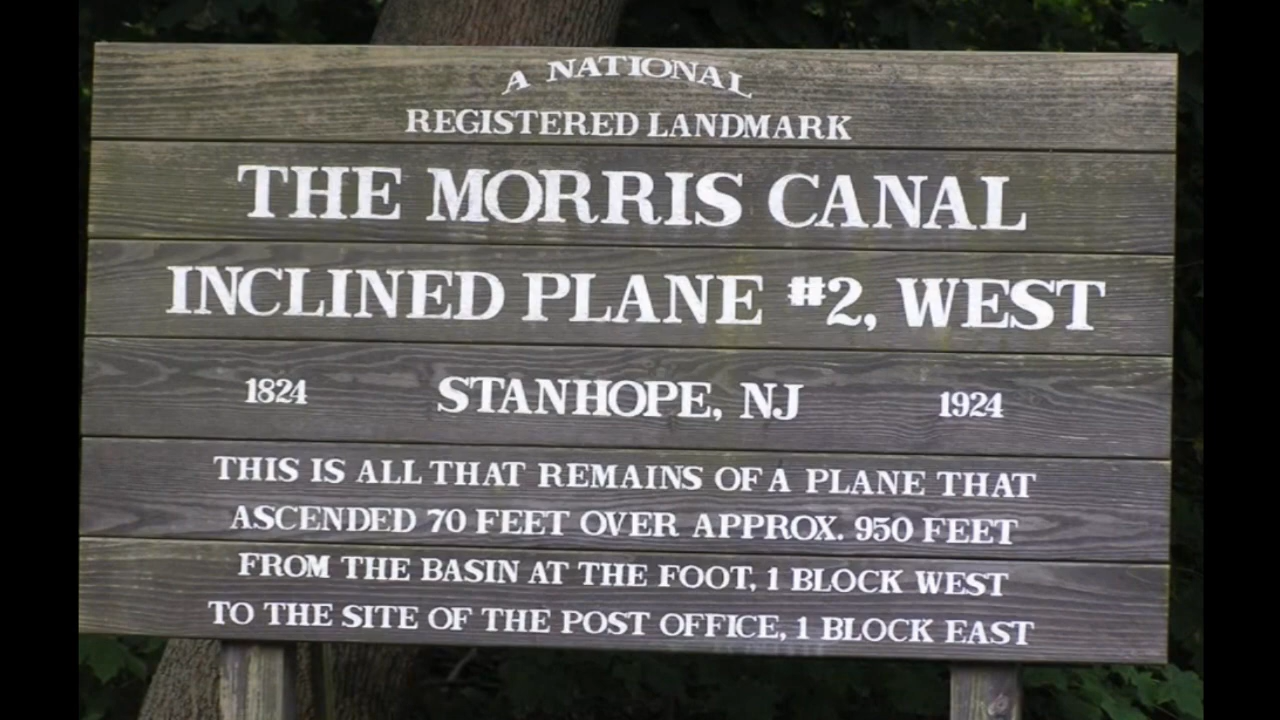 A NATIONAL
REGISTERED LANDMARK
THE MORRIS CANAL
INCLINED PLANE #2, WEST
1824 STANHOPE, NJ 1924
THIS IS ALL THAT REMAINS OF A PLANE THAT
ASCENDED 70 FEET OVER APPROX. 950 FEET
FROM THE BASIN AT THE FOOT, 1 BLOCK WEST
TO THE SITE OF THE POST OFFICE, 1 BLOCK EAST